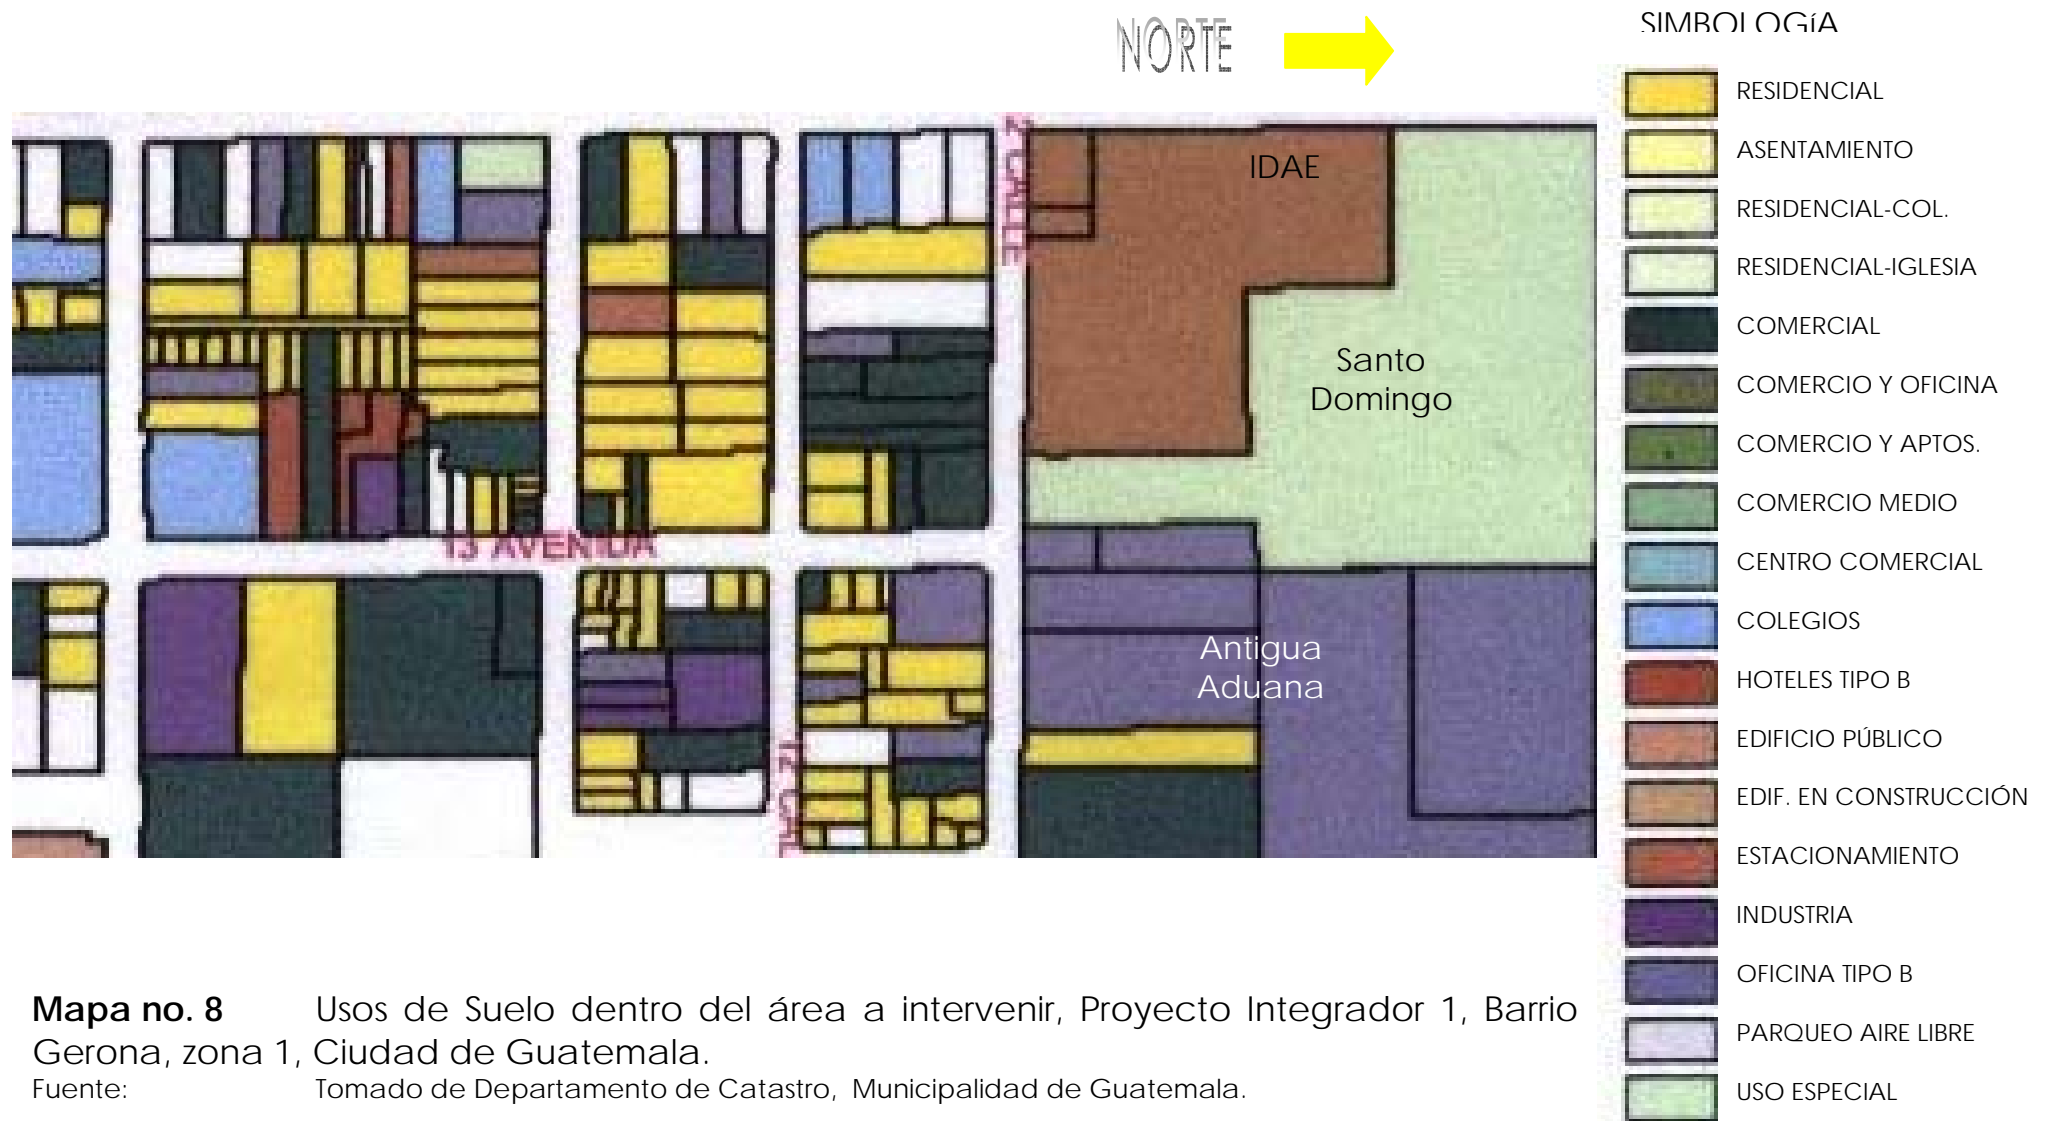 NORTE
SIMBOLOGíA
RESIDENCIAL
ASENTAMIENTO
RESIDENCIAL-COL.
RESIDENCIAL-IGLESIA
COMERCIAL
COMERCIO Y OFICINA
COMERCIO Y APTOS.
COMERCIO MEDIO
CENTRO COMERCIAL
COLEGIOS
HOTELES TIPO B
EDIFICIO PÚBLICO
EDIF. EN CONSTRUCCIÓN
ESTACIONAMIENTO
INDUSTRIA
OFICINA TIPO B
PARQUEO AIRE LIBRE
USO ESPECIAL
2 CALLE
IDAE
Santo
Domingo
13 AVENIDA
Antigua
Aduana
Mapa no. 8 Usos de Suelo dentro del área a intervenir, Proyecto Integrador 1, Barrio
Gerona, zona 1, Ciudad de Guatemala.
Fuente: Tomado de Departamento de Catastro, Municipalidad de Guatemala.